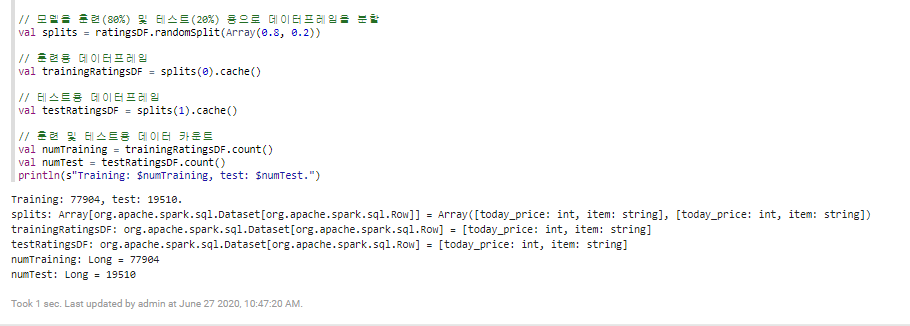 // 모델을 훈련(80%) 및 테스트(20%) 용으로 데이터프레임을 분할
val splits = ratingsDF.randomSplit(Array(0.8, 0.2))
// 훈련용 데이터프레임
val trainingRatingsDF = splits(0).cache()
// 테스트용 데이터프레임
val testRatingsDF = splits(1).cache()
// 훈련 및 테스트용 데이터 카운트
val numTraining = trainingRatingsDF.count()
val numTest = testRatingsDF.count()
println(s"Training: $numTraining, test: $numTest.")
Training: 77904, test: 19510.
splits: Array[org.apache.spark.sql.Dataset[org.apache.spark.sql.Row]] = Array([today_price: int, item: string], [today_price: int, item: string])
trainingRatingsDF: org.apache.spark.sql.Dataset[org.apache.spark.sql.Row] = [today_price: int, item: string]
testRatingsDF: org.apache.spark.sql.Dataset[org.apache.spark.sql.Row] = [today_price: int, item: string]
numTraining: Long = 77904
numTest: Long = 19510
Took 1 sec. Last updated by admin at June 27 2020, 10:47:20 AM.